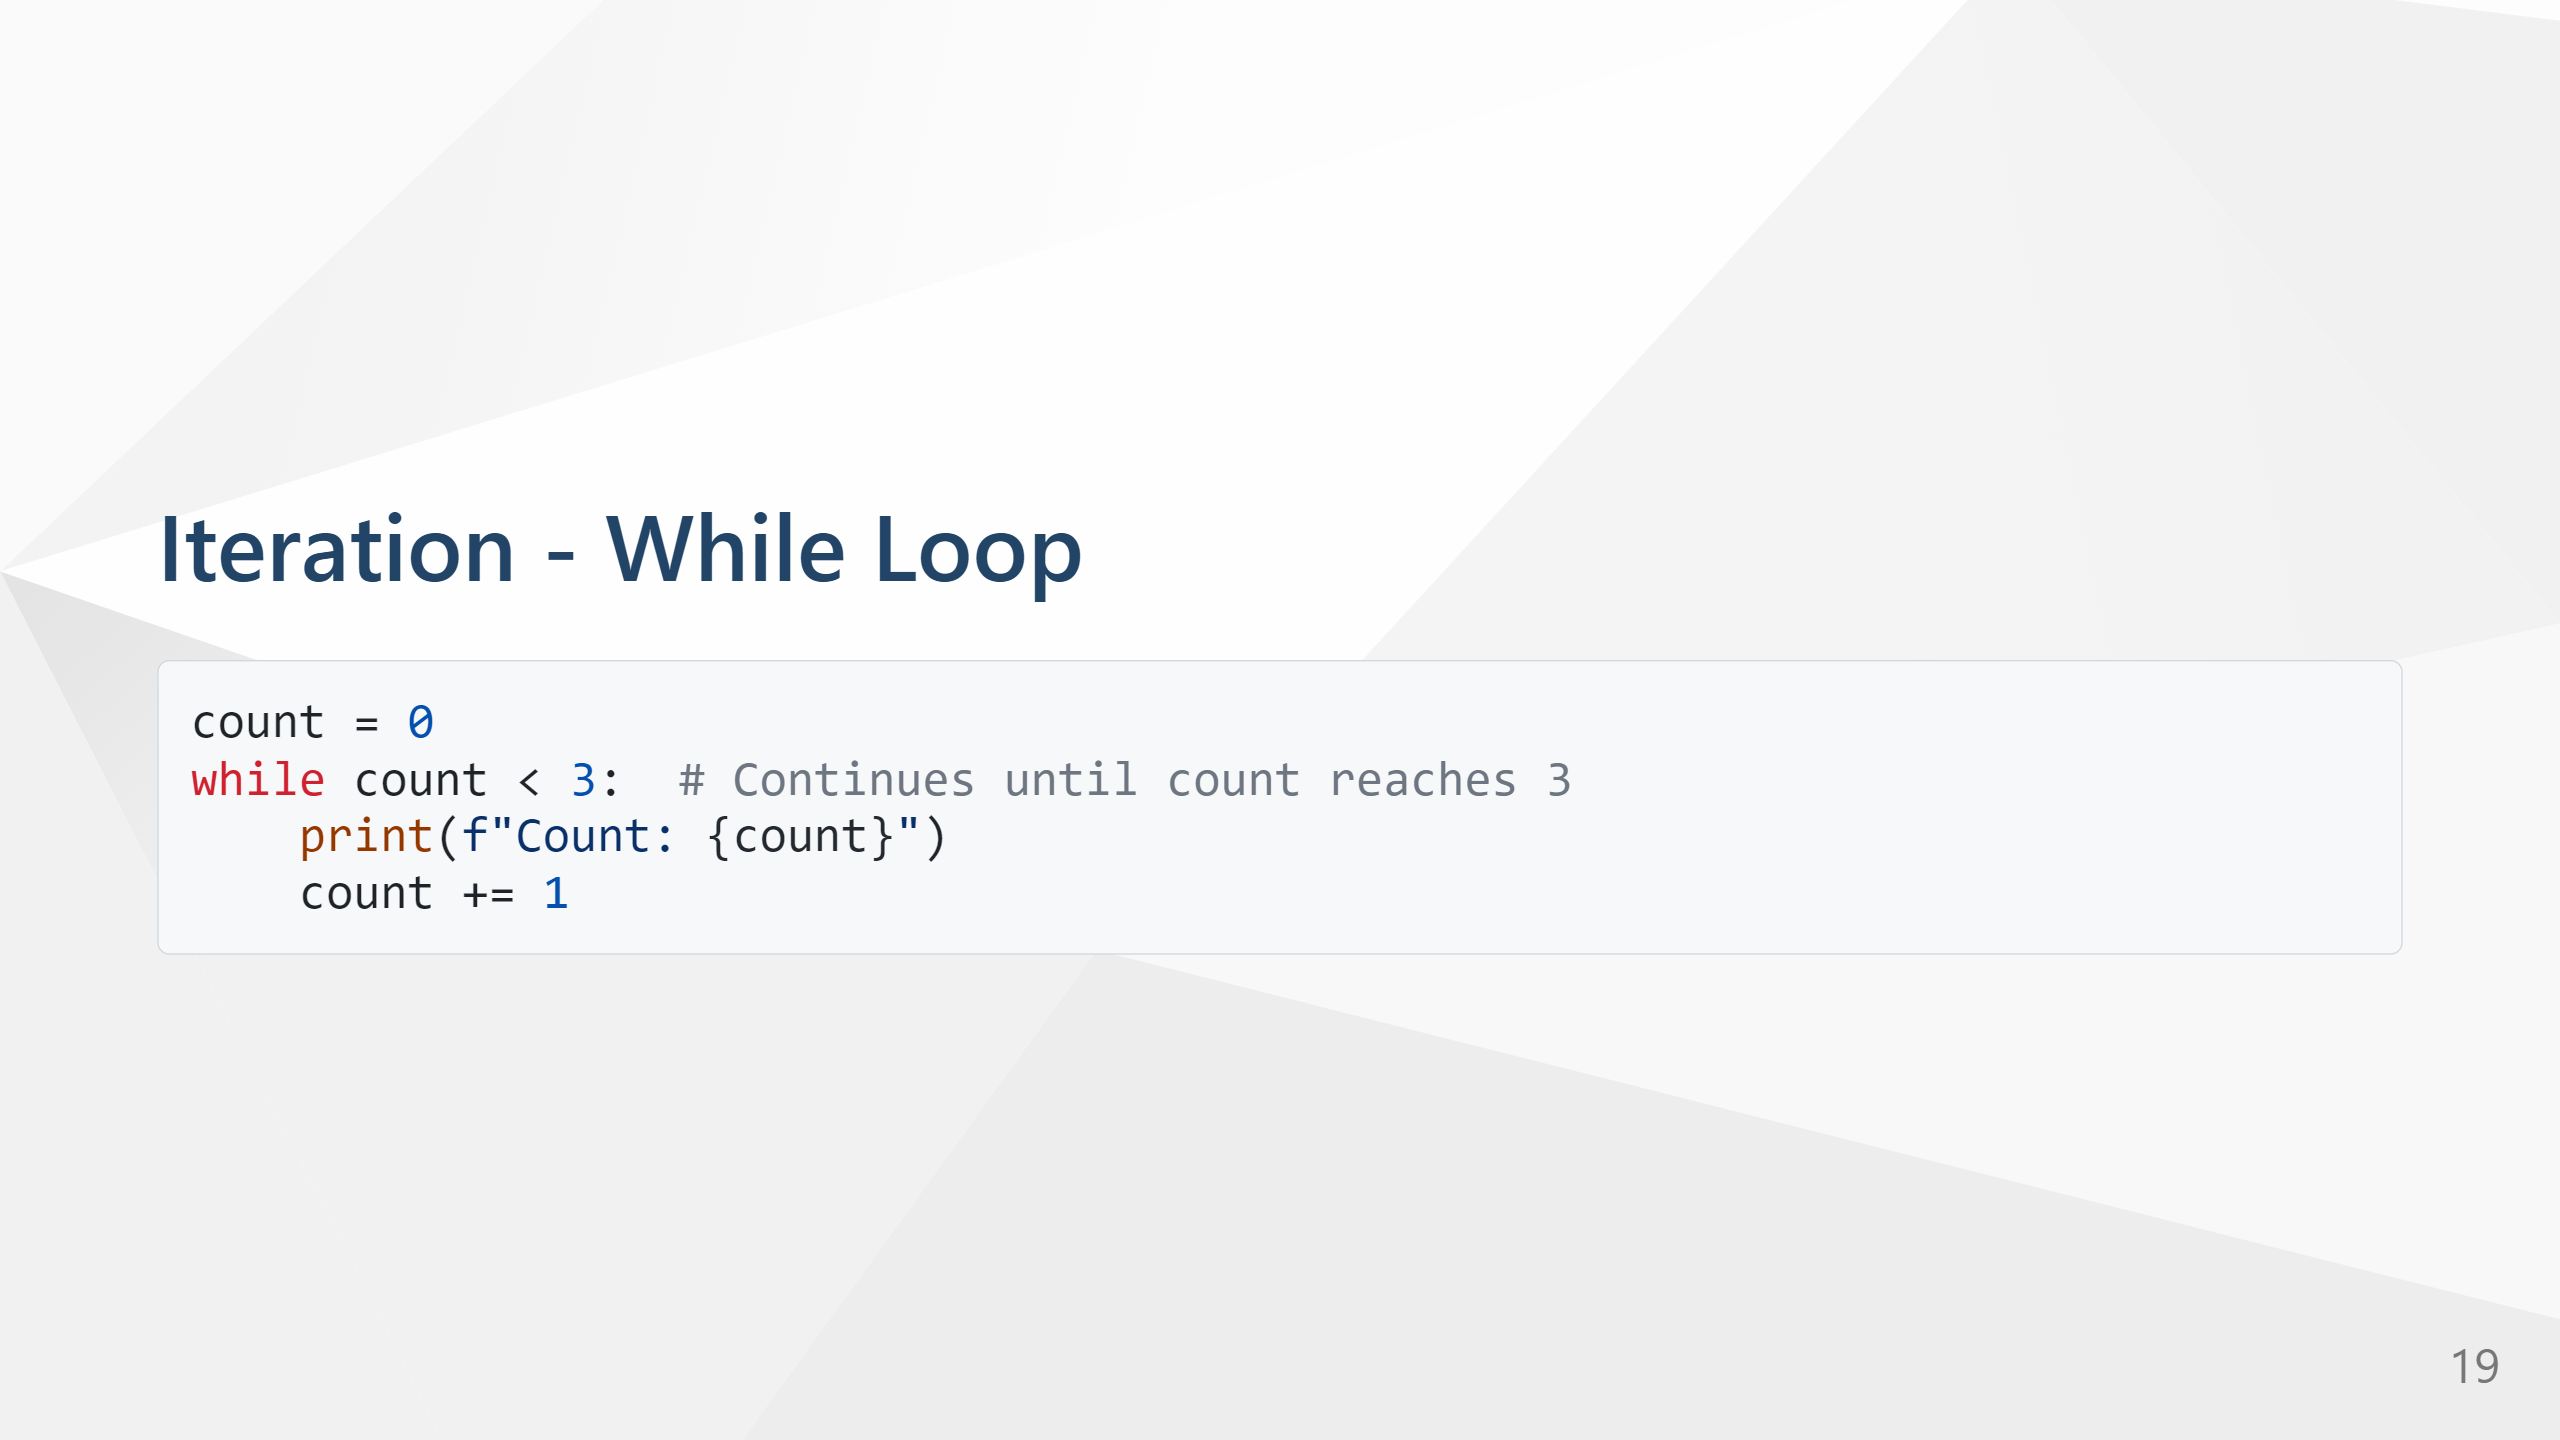 Iteration - While Loop
count = 0
while count < 3:  # Continues until count reaches 3
    print(f"Count: {count}")
    count += 1
19